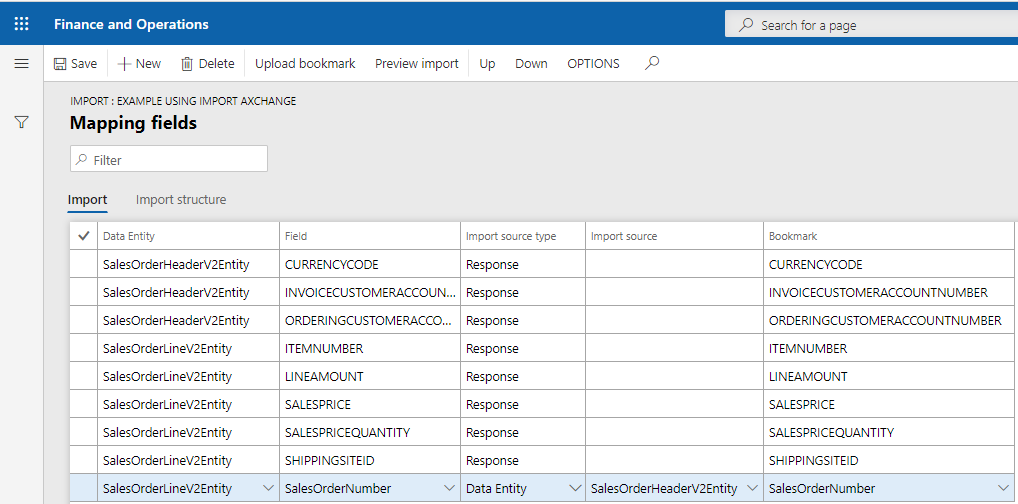 Finance and Operations
Search for a page
Save New Delete Upload bookmark Preview import Up Down OPTIONS
IMPORT : EXAMPLE USING IMPORT AXCHANGE
Mapping fields
Filter
Import Import structure
Data Entity Field Import source type Import source Bookmark
SalesOrderHeaderV2Entity CURRENCYCODE Response CURRENCYCODE
SalesOrderHeaderV2Entity INVOICECUSTOMERACCOUN... Response INVOICECUSTOMERACCOUNTNUMBER
SalesOrderHeaderV2Entity ORDERINGCUSTOMERACCO... Response ORDERINGCUSTOMERACCOUNTNUMBER
SalesOrderLineV2Entity ITEMNUMBER Response ITEMNUMBER
SalesOrderLineV2Entity LINEAMOUNT Response LINEAMOUNT
SalesOrderLineV2Entity SALESPRICE Response SALESPRICE
SalesOrderLineV2Entity SALESPRICEQUANTITY Response SALESPRICEQUANTITY
SalesOrderLineV2Entity SHIPPINGSITEID Response SHIPPINGSITEID
SalesOrderLineV2Entity SalesOrderNumber Data Entity SalesOrderHeaderV2Entity SalesOrderNumber